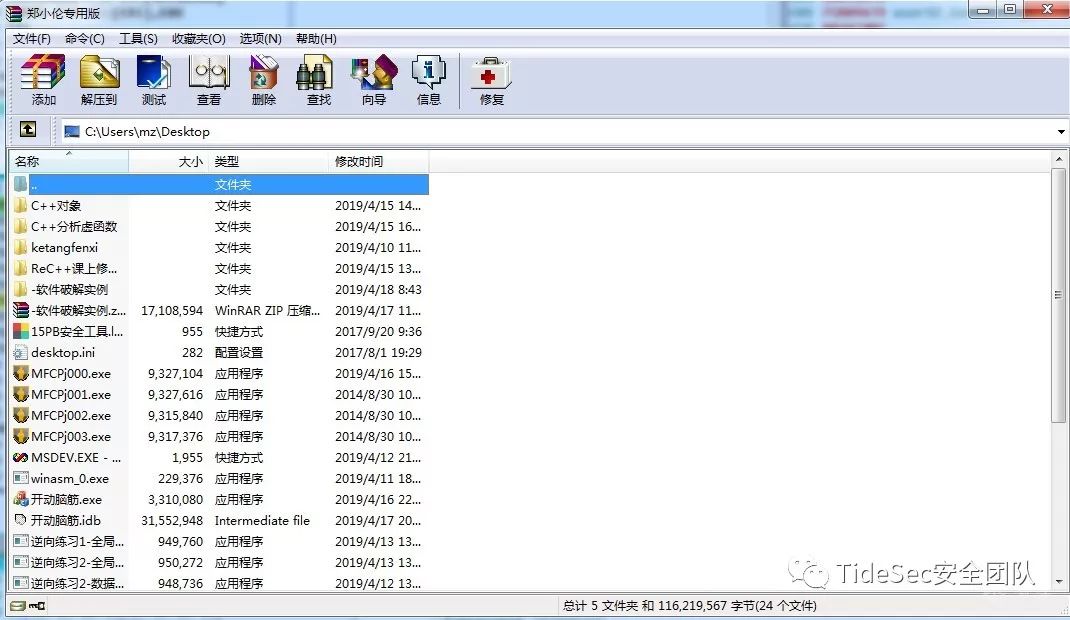 郑小伦专用版
文件(F) 命令(C) 工具(S) 收藏夹(O) 选项(N) 帮助(H)
添加 解压到 测试 查看 删除 查找 向导 信息 修复
C:\Users\mz\Desktop
名称 大小 类型 修改时间
.. 文件夹
C++对象 文件夹 2019/4/15 14...
C++分析虚函数 文件夹 2019/4/15 16...
ketangfenxi 文件夹 2019/4/10 11...
ReC++课上修... 文件夹 2019/4/15 13...
-软件破解实例 文件夹 2019/4/18 8:43
-软件破解实例.z... 17,108,594 WinRAR ZIP 压缩... 2019/4/17 11...
15PB安全工具.l... 955 快捷方式 2017/9/20 9:36
desktop.ini 282 配置设置 2017/8/1 19:29
MFCPj000.exe 9,327,104 应用程序 2019/4/16 15...
MFCPj001.exe 9,327,616 应用程序 2014/8/30 10...
MFCPj002.exe 9,315,840 应用程序 2014/8/30 10...
MFCPj003.exe 9,317,376 应用程序 2014/8/30 10...
MSDEV.EXE - ... 1,955 快捷方式 2019/4/12 21...
winasm_0.exe 229,376 应用程序 2019/4/11 18...
开动脑筋.exe 3,310,080 应用程序 2019/4/16 22...
开动脑筋.idb 31,552,948 Intermediate file 2019/4/17 20...
逆向练习1-全局... 949,760 应用程序 2019/4/13 13...
逆向练习2-全局... 950,272 应用程序 2019/4/13 13...
逆向练习2-数据... 948,736 应用程序 2019/4/12 13...
TideSec安全团队
总计 5 文件夹 和 116,219,567 字节(24 个文件)